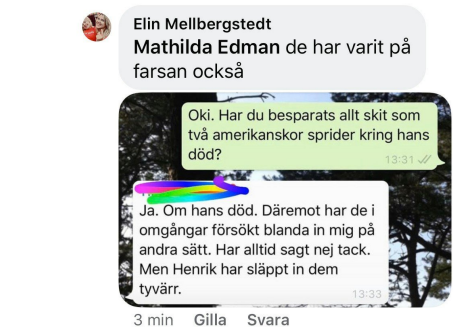 Elin Mellbergstedt
Mathilda Edman de har varit på
farsan också
Oki. Har du besparats allt skit som
två amerikanskor sprider kring hans
död?
13:31
Ja. Om hans död. Däremot har de i
omgångar försökt blanda in mig på
andra sätt. Har alltid sagt nej tack.
Men Henrik har släppt in dem
tyvärr.
13:33
3 min Gilla Svara